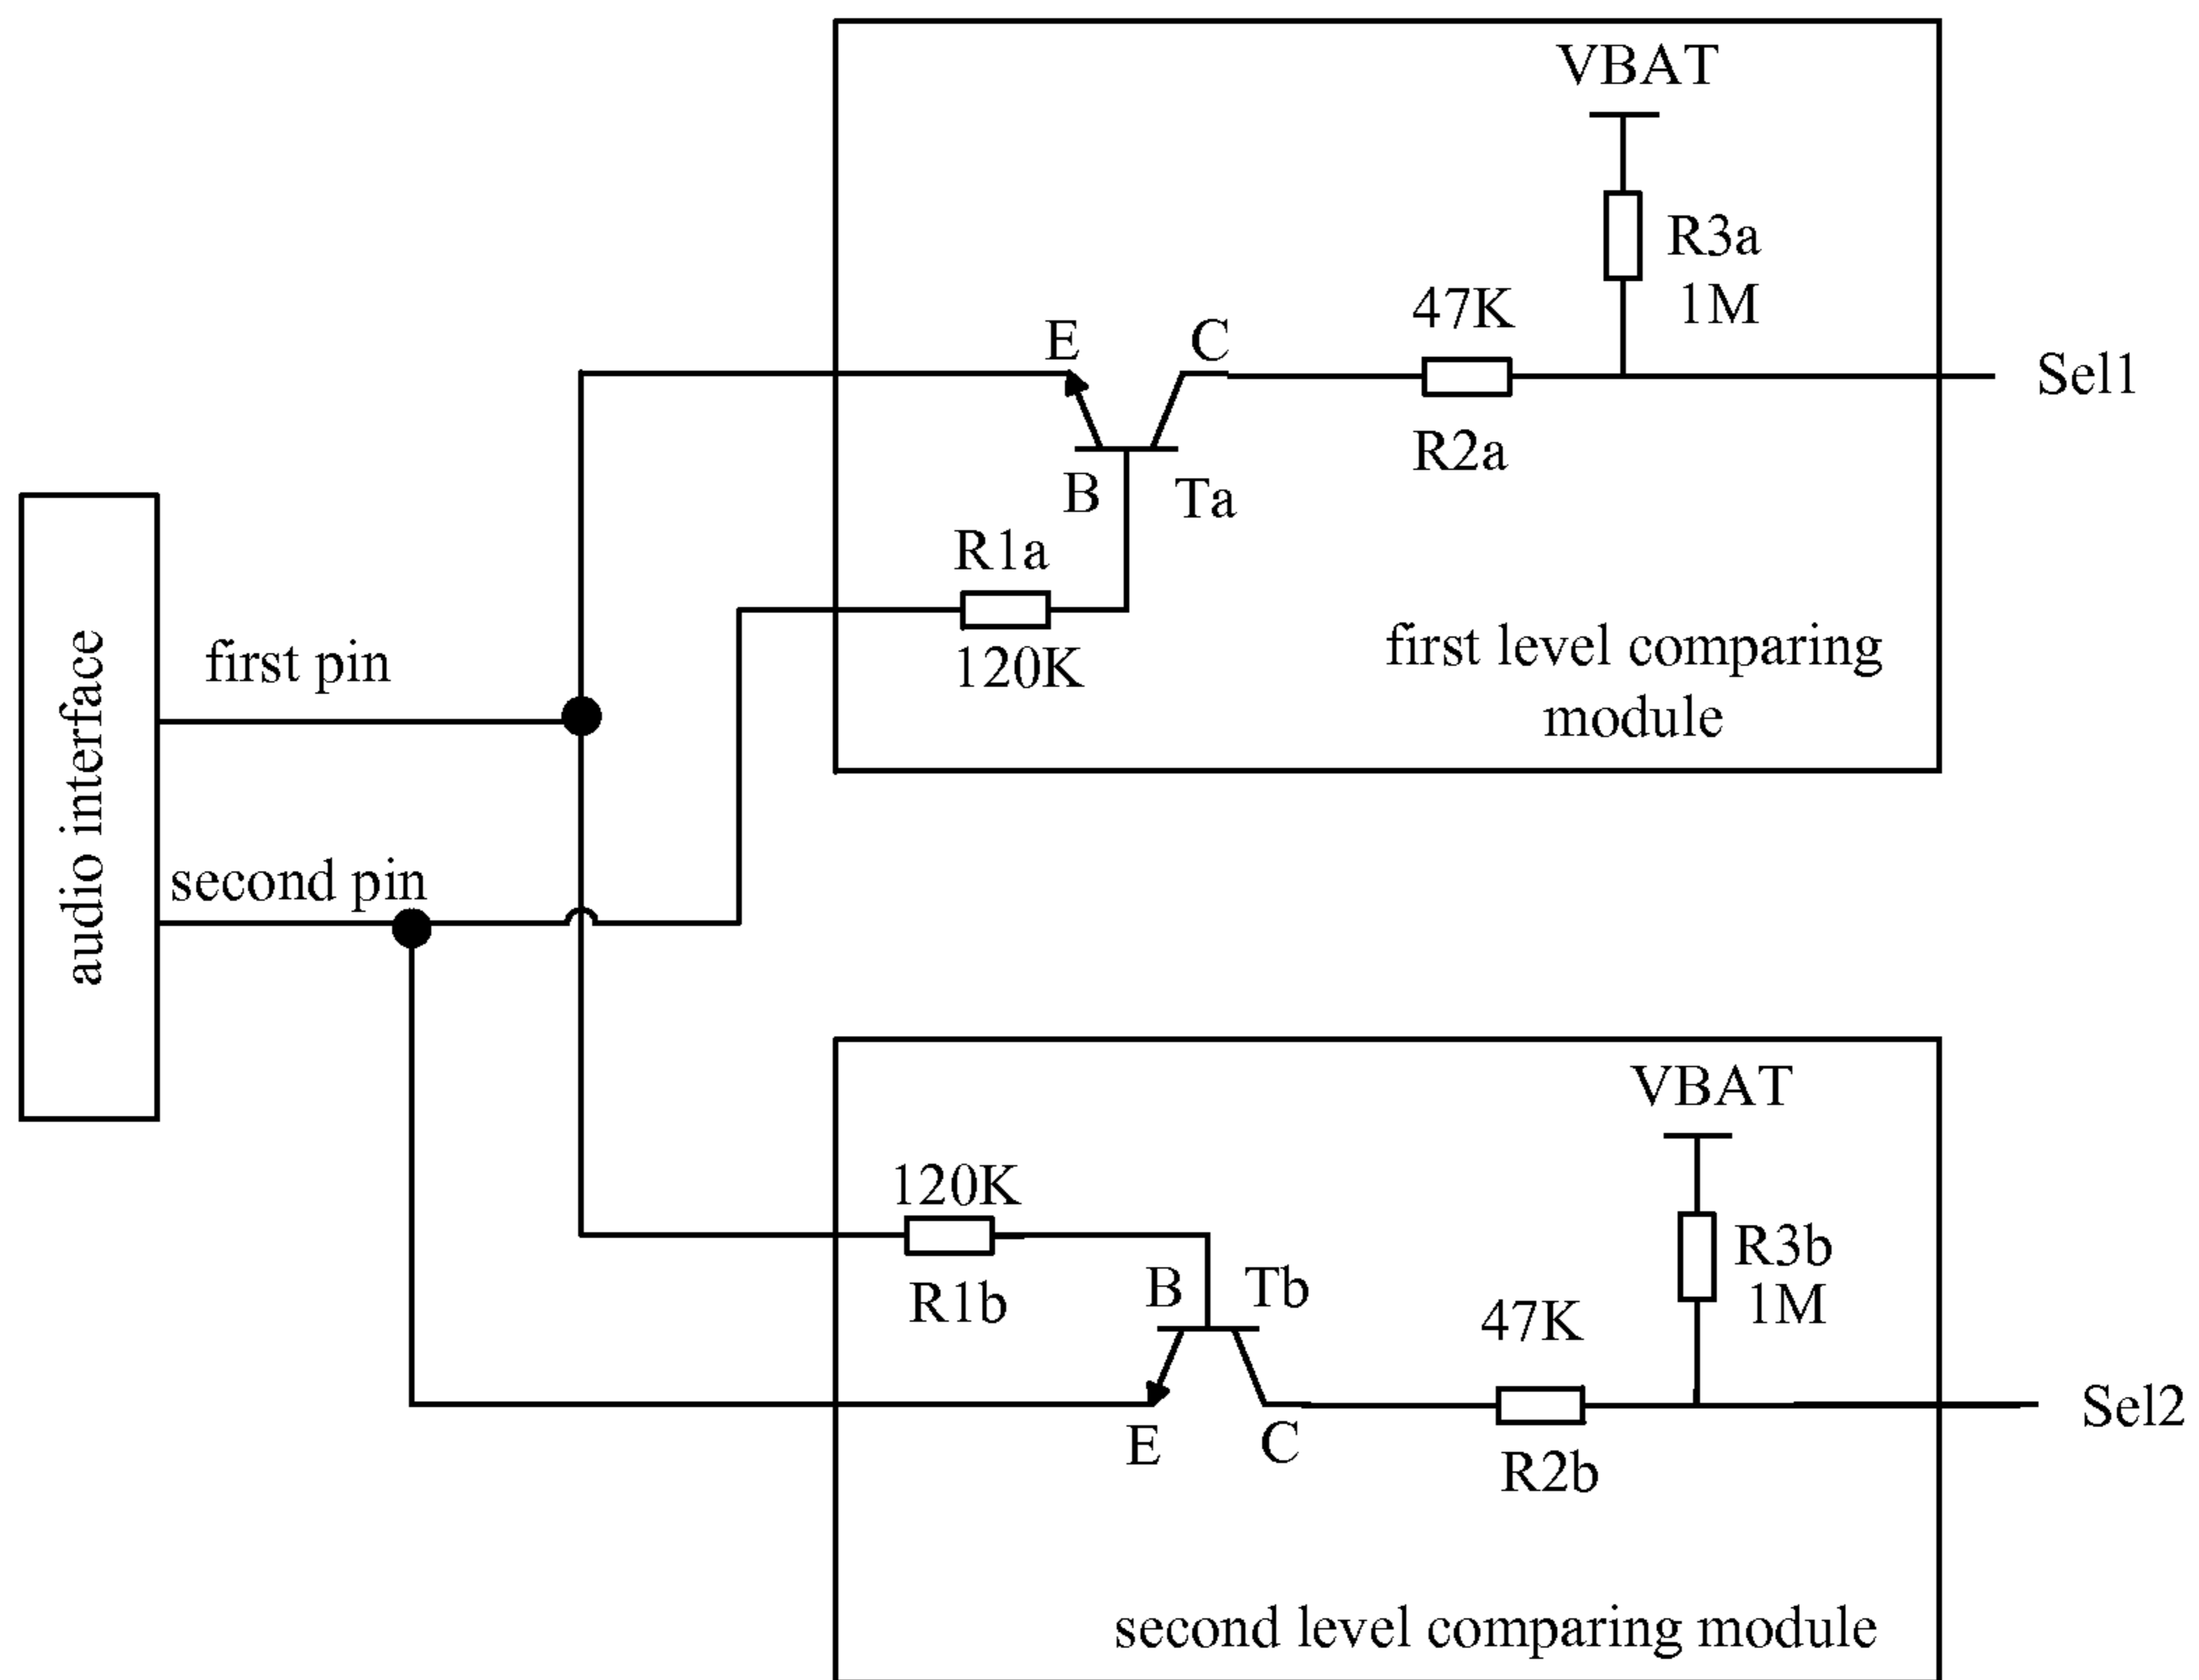 VBAT
R3a
1M
47K
R2a
Sel1
E
C
B
Ta
R1a
120K
first level comparing
module
audio interface
first pin
second pin
VBAT
R3b
1M
120K
R1b
B
Tb
47K
R2b
Sel2
E
C
second level comparing module